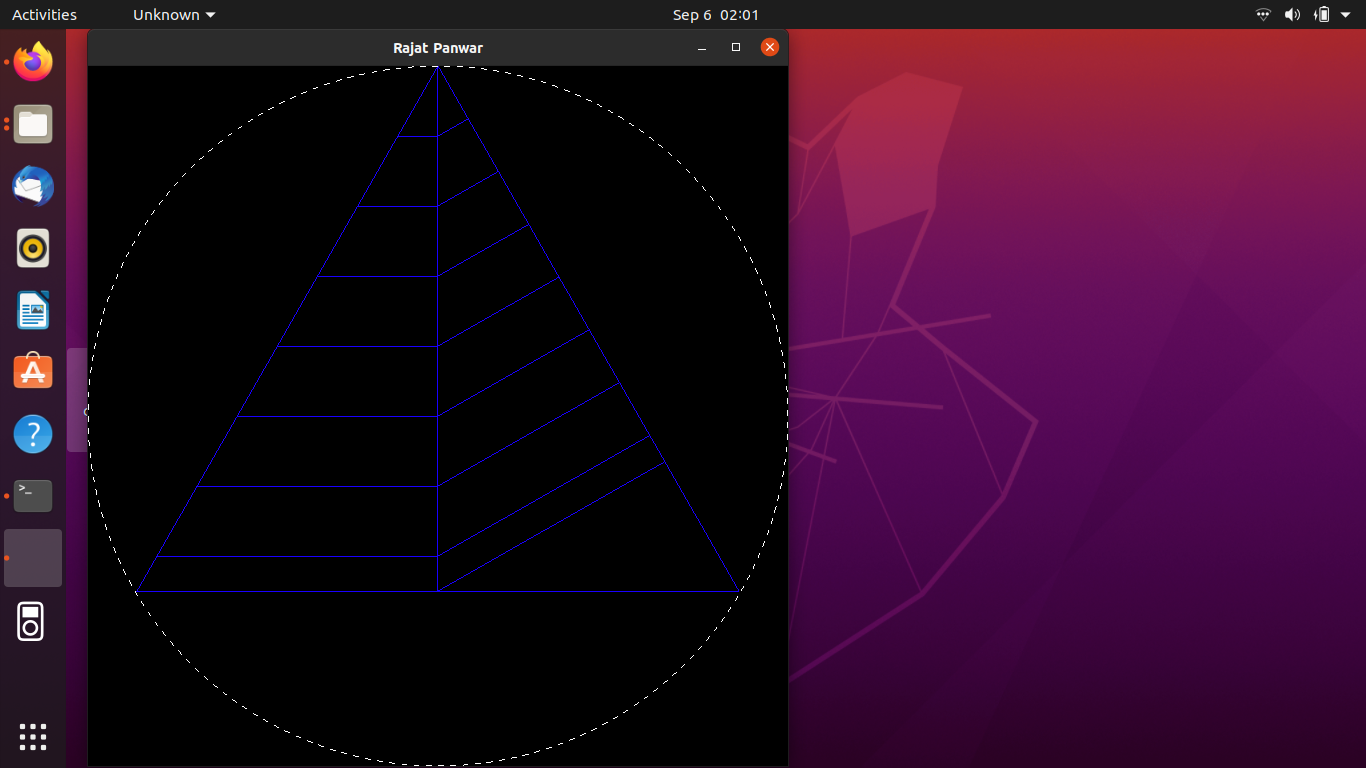 Activities
Unknown
Sep 6 02:01
Rajat Panwar
>_
?